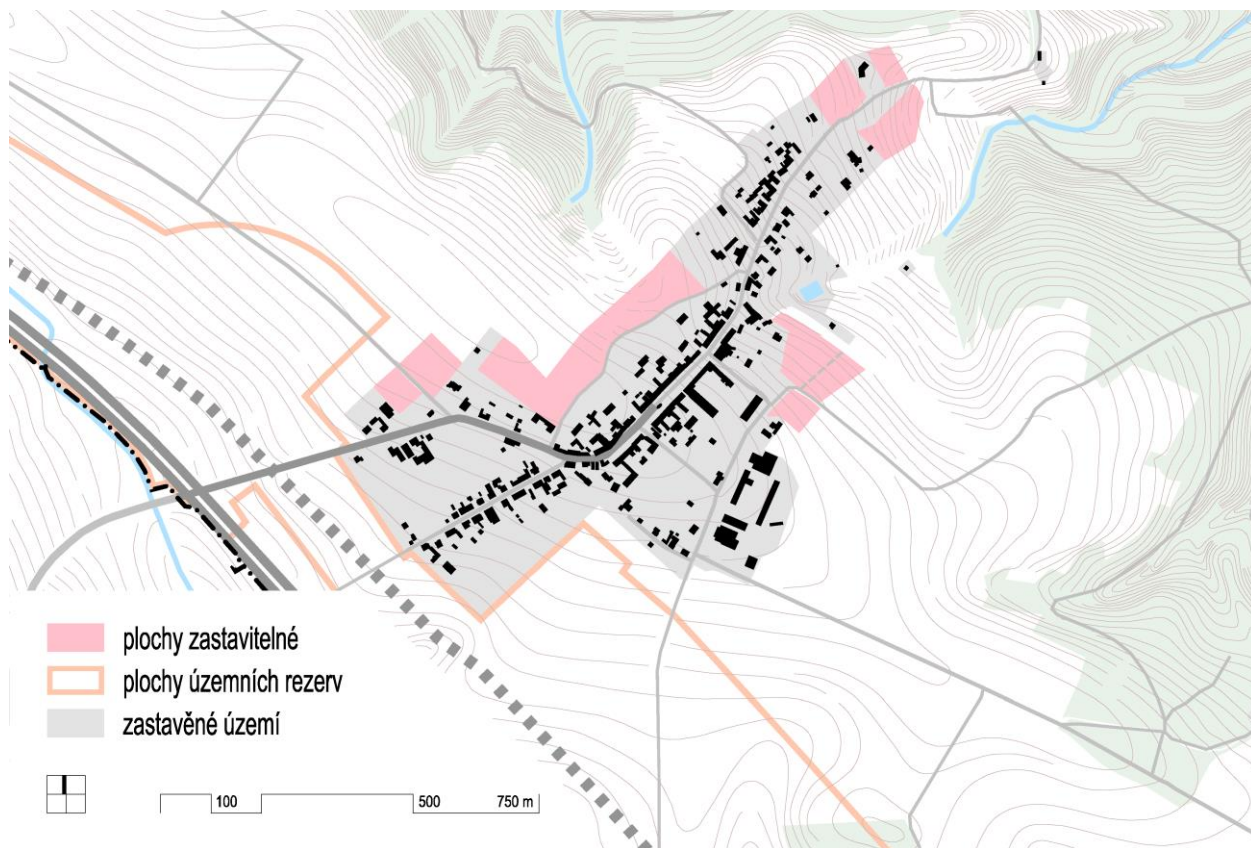 plochy zastavitelné
plochy územních rezerv
zastavěné území
100 500 750 m